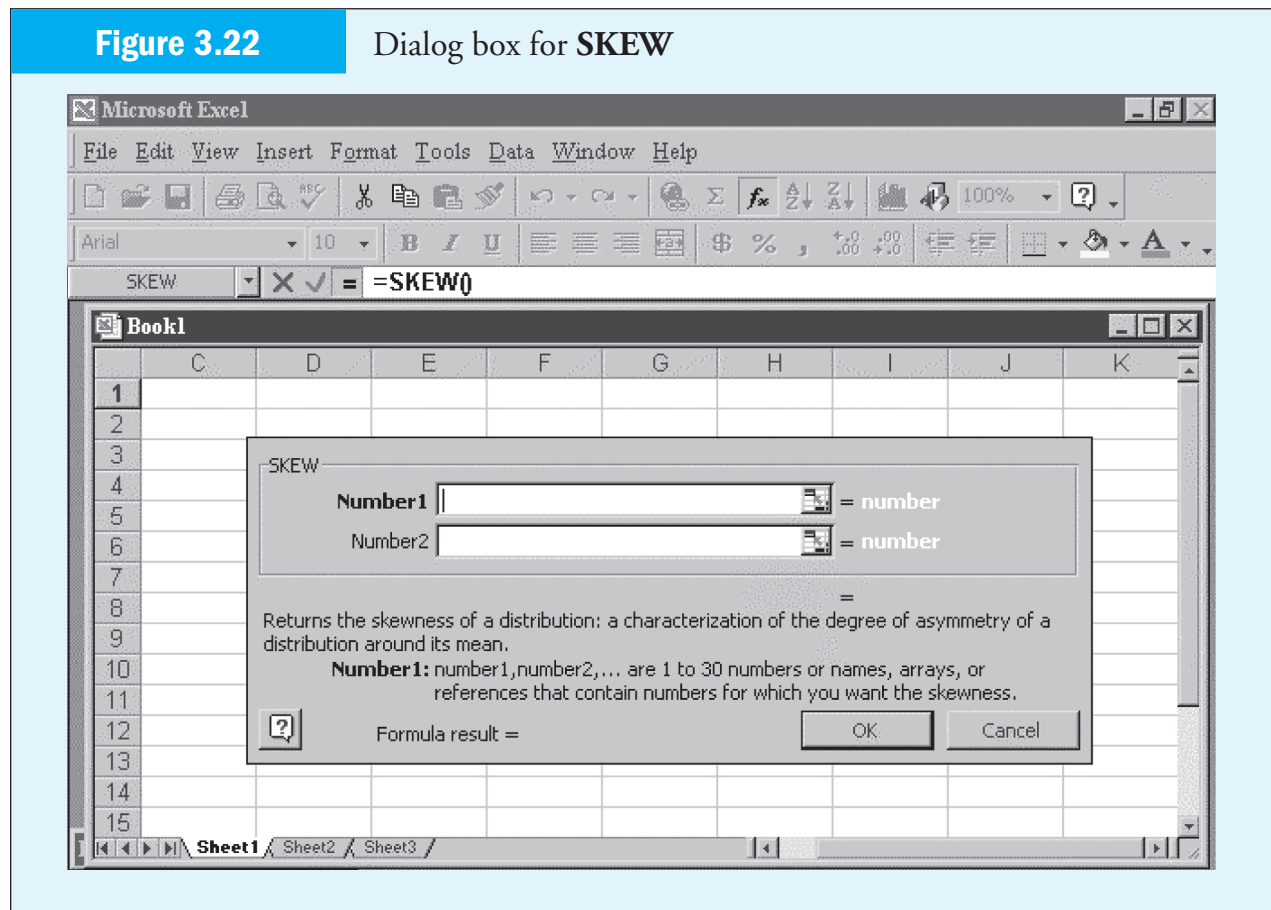 Figure 3.22 Dialog box for SKEW
Microsoft Excel
File Edit View Insert Format Tools Data Window Help
ABC Σ fx A Z Z A 100% ?
Arial 10 B I U $ % , .00 .00 A
SKEW = =SKEW()
Book1
C D E F G H I J K
1
2
3
4
5
6
7
8
9
10
11
12
13
14
15
SKEW
Number1 = number
Number2 = number
=
Returns the skewness of a distribution: a characterization of the degree of asymmetry of a
distribution around its mean.
Number1: number1,number2,... are 1 to 30 numbers or names, arrays, or
references that contain numbers for which you want the skewness.
? Formula result = OK Cancel
Sheet1 Sheet2 Sheet3